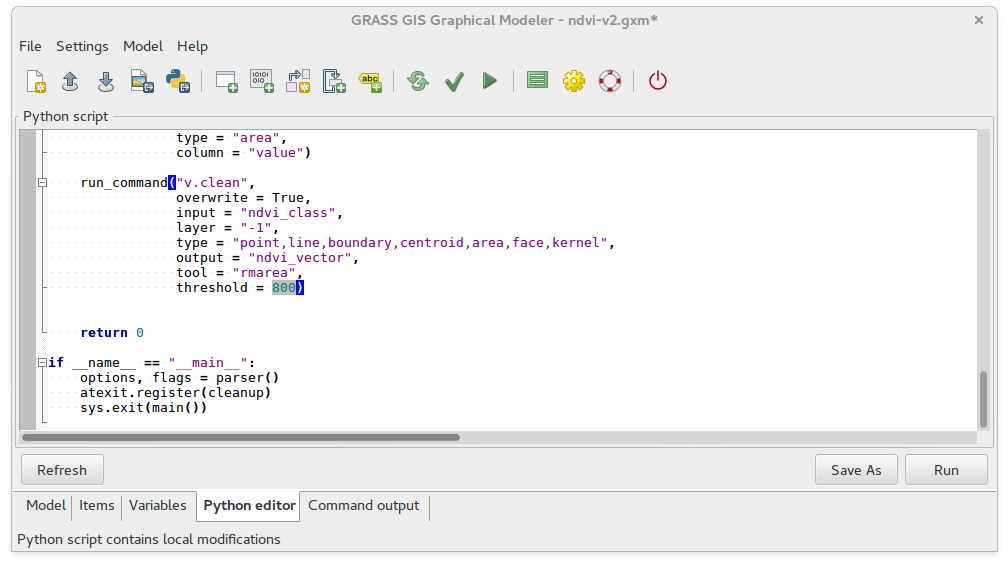 GRASS GIS Graphical Modeler - ndvi-v2.gxm*
File Settings Model Help
Python script
type = "area",
column = "value")
run_command("v.clean",
overwrite = True,
input = "ndvi_class",
layer = "-1",
type = "point,line,boundary,centroid,area,face,kernel",
output = "ndvi_vector",
tool = "rmarea",
threshold = 800)
return 0
if __name__ == "__main__":
options, flags = parser()
atexit.register(cleanup)
sys.exit(main())
Refresh Save As Run
Model Items Variables Python editor Command output
Python script contains local modifications